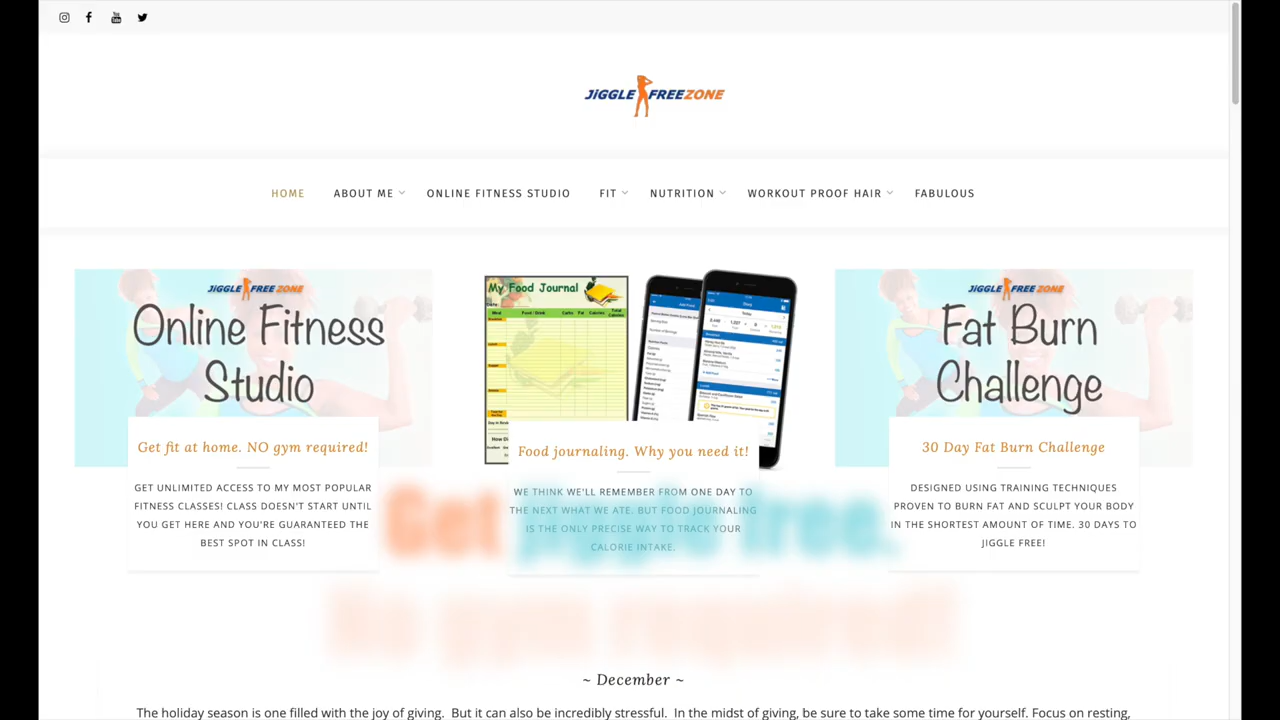 JiGGLE FREE ZONE
HOME
ABOUT ME
ONLINE FITNESS STUDIO
FIT
NUTRITION
WORKOUT PROOF HAIR
FABULOUS
JiGGLE FREE ZONE
Online Fitness
Studio
Get fit at home. NO gym required!
GET UNLIMITED ACCESS TO MY MOST POPULAR
FITNESS CLASSES! CLASS DOESN'T START UNTIL
YOU GET HERE AND YOU'RE GUARANTEED THE
BEST SPOT IN CLASS!
My Food Journal
Food journaling. Why you need it!
WE THINK WE'LL REMEMBER FROM ONE DAY TO
THE NEXT WHAT WE ATE. BUT FOOD JOURNALING
IS THE ONLY PRECISE WAY TO TRACK YOUR
CALORIE INTAKE.
JiGGLE FREE ZONE
Fat Burn
Challenge
30 Day Fat Burn Challenge
DESIGNED USING TRAINING TECHNIQUES
PROVEN TO BURN FAT AND SCULPT YOUR BODY
IN THE SHORTEST AMOUNT OF TIME. 30 DAYS TO
JIGGLE FREE!
Get jiggle free.
No gym required!
~ December ~
The holiday season is one filled with the joy of giving.  But it can also be incredibly stressful.  In the midst of giving, be sure to take some time for yourself. Focus on resting,